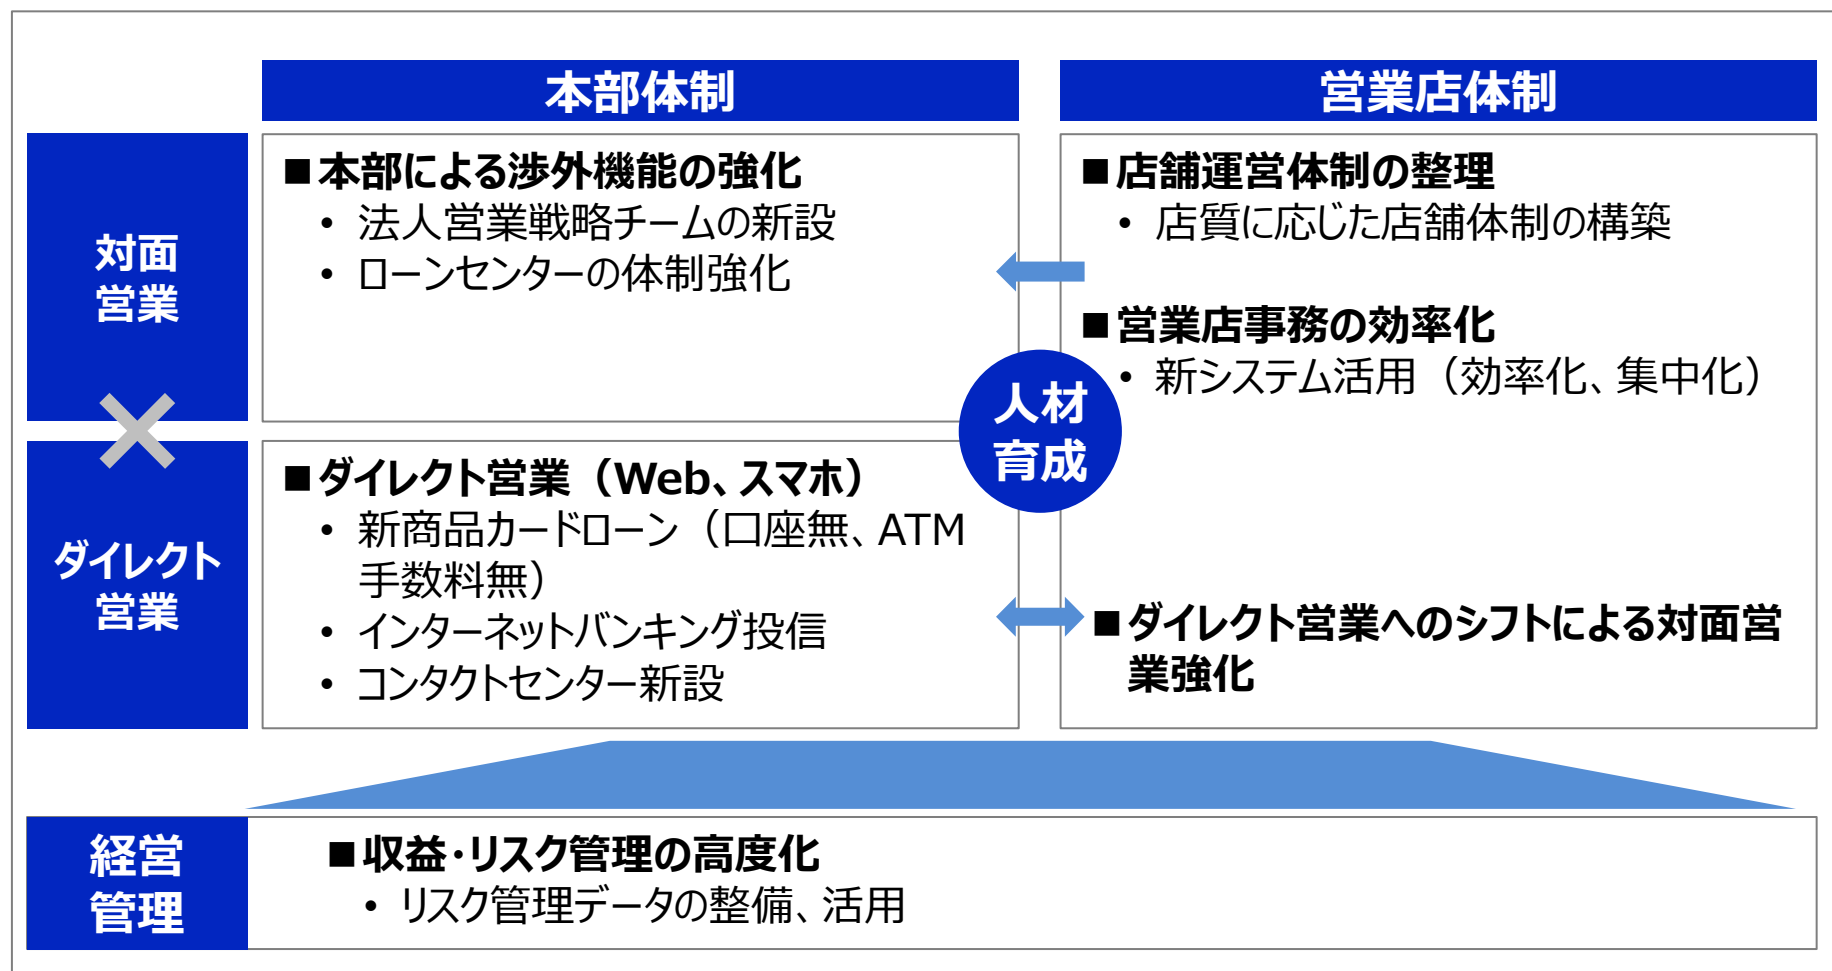 本部体制
営業店体制
対面
営業
■本部による渉外機能の強化
• 法人営業戦略チームの新設
• ローンセンターの体制強化
■店舗運営体制の整理
• 店質に応じた店舗体制の構築
■営業店事務の効率化
• 新システム活用（効率化、集中化）
人材
育成
ダイレクト
営業
■ダイレクト営業（Web、スマホ）
• 新商品カードローン（口座無、ATM
手数料無）
• インターネットバンキング投信
• コンタクトセンター新設
■ダイレクト営業へのシフトによる対面営
業強化
経営
管理
■収益・リスク管理の高度化
• リスク管理データの整備、活用